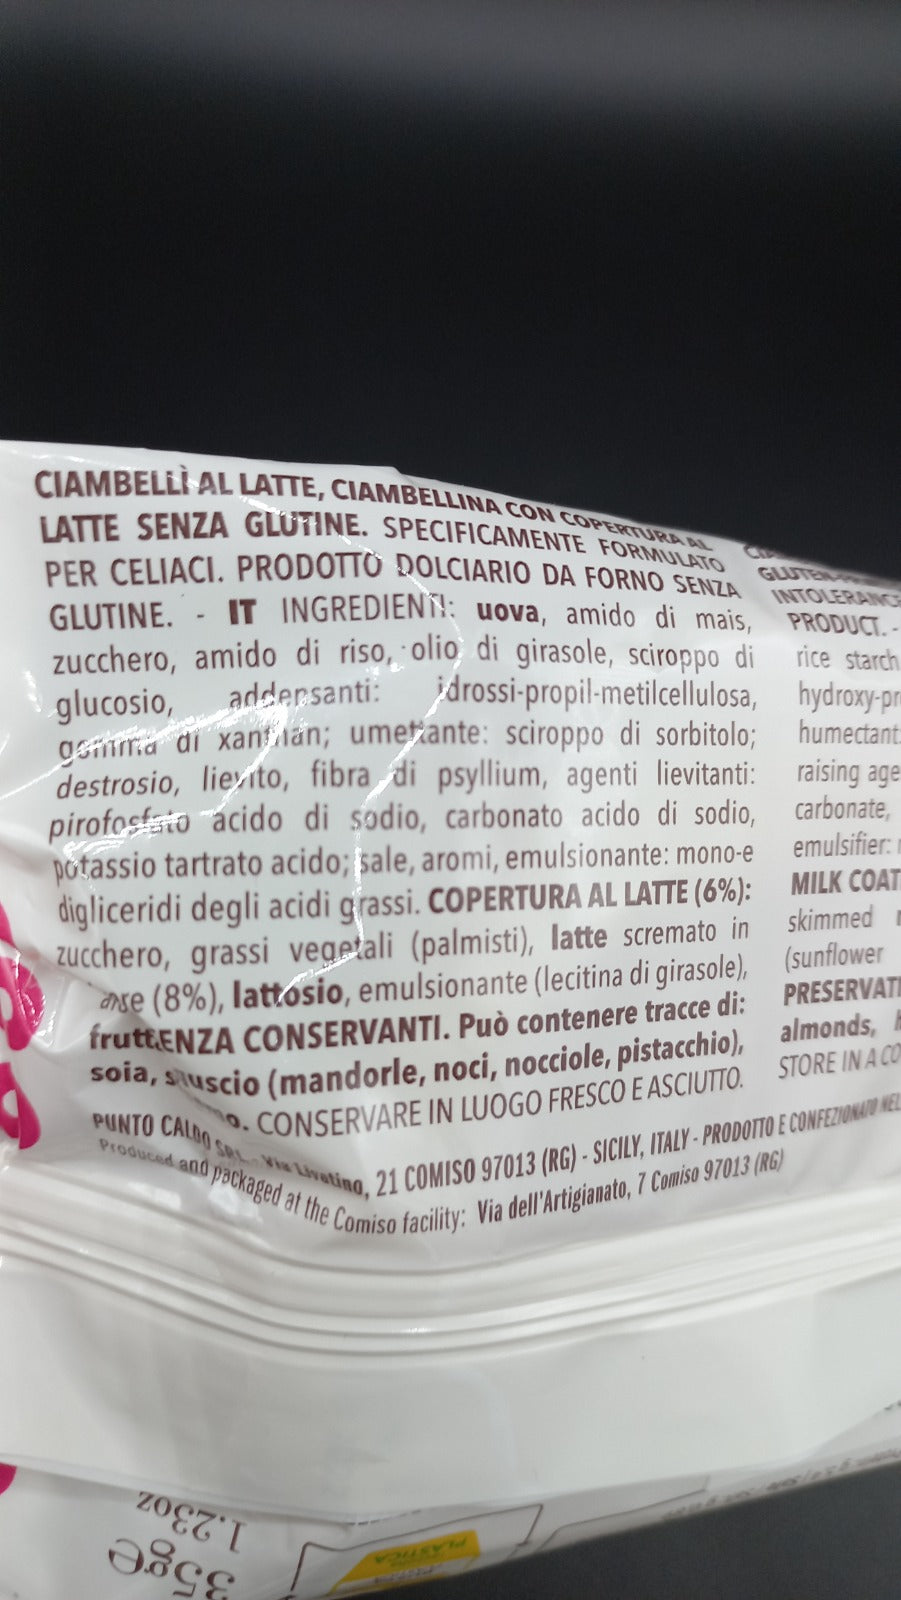 CIAMBELLÌ AL LATTE, CIAMBELLINA CON COPERTURA AL
LATTE SENZA GLUTINE. SPECIFICAMENTE FORMULATO
PER CELIACI. PRODOTTO DOLCIARIO DA FORNO SENZA
GLUTINE. - IT INGREDIENTI: uova, amido di mais,
zucchero, amido di riso, olio di girasole, sciroppo di
glucosio, addensanti: idrossi-propil-metilcellulosa,
gomma di xanthan; umettante: sciroppo di sorbitolo;
destrosio, lievito, fibra di psyllium, agenti lievitanti:
pirofosfato acido di sodio, carbonato acido di sodio,
potassio tartrato acido; sale, aromi, emulsionante: mono-e
digliceridi degli acidi grassi. COPERTURA AL LATTE (6%):
zucchero, grassi vegetali (palmisti), latte scremato in
(8%), lattosio, emulsionante (lecitina di girasole),
ENZA CONSERVANTI. Può contenere tracce di:
soia, uscio (mandorle, noci, nocciole, pistacchio),
CONSERVARE IN LUOGO FRESCO E ASCIUTTO.
PUNTO CALDO SRL - Via Livatino, 21 COMISO 97013 (RG) - SICILY, ITALY - PRODOTTO E CONFEZIONATO NEL
Produced and packaged at the Comiso facility: Via dell'Artigianato, 7 Comiso 97013 (RG)
GLUTEN
INTOLERANCE
PRODUCT. -
rice starch
hydroxy-pr
humectant:
raising age
carbonate,
emulsifier:
MILK COAT
skimmed
(sunflower
PRESERVATI
almonds,
STORE IN A CO
35g e
1.23oz
PLASTICA